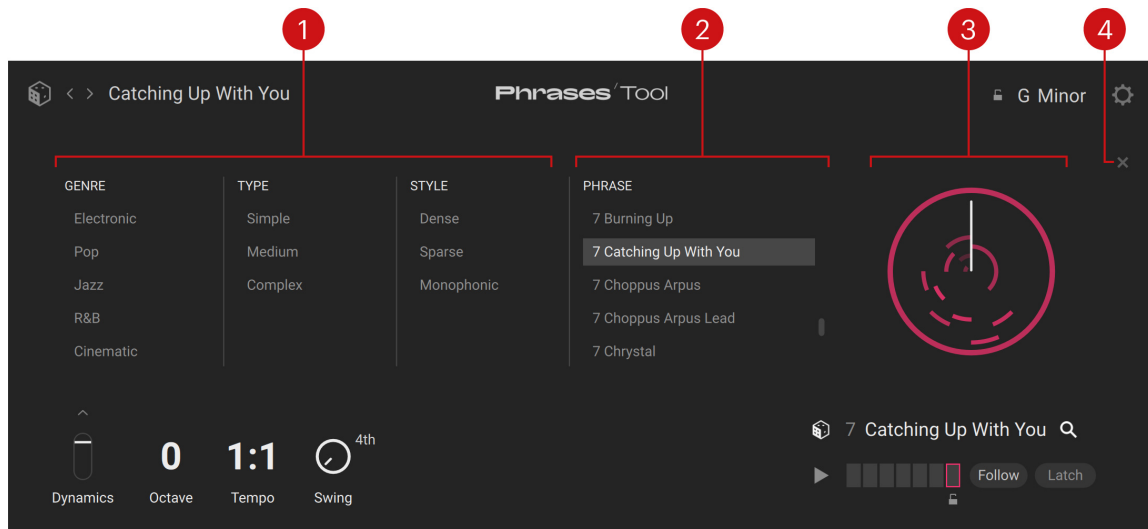 1
2
3
4
Catching Up With You
Phrases'Tool
G Minor
GENRE
Electronic
Pop
Jazz
R&B
Cinematic
TYPE
Simple
Medium
Complex
STYLE
Dense
Sparse
Monophonic
PHRASE
7 Burning Up
7 Catching Up With You
7 Choppus Arpus
7 Choppus Arpus Lead
7 Chrystal
Dynamics
0
Octave
1:1
Tempo
4th
Swing
7 Catching Up With You
Follow
Latch